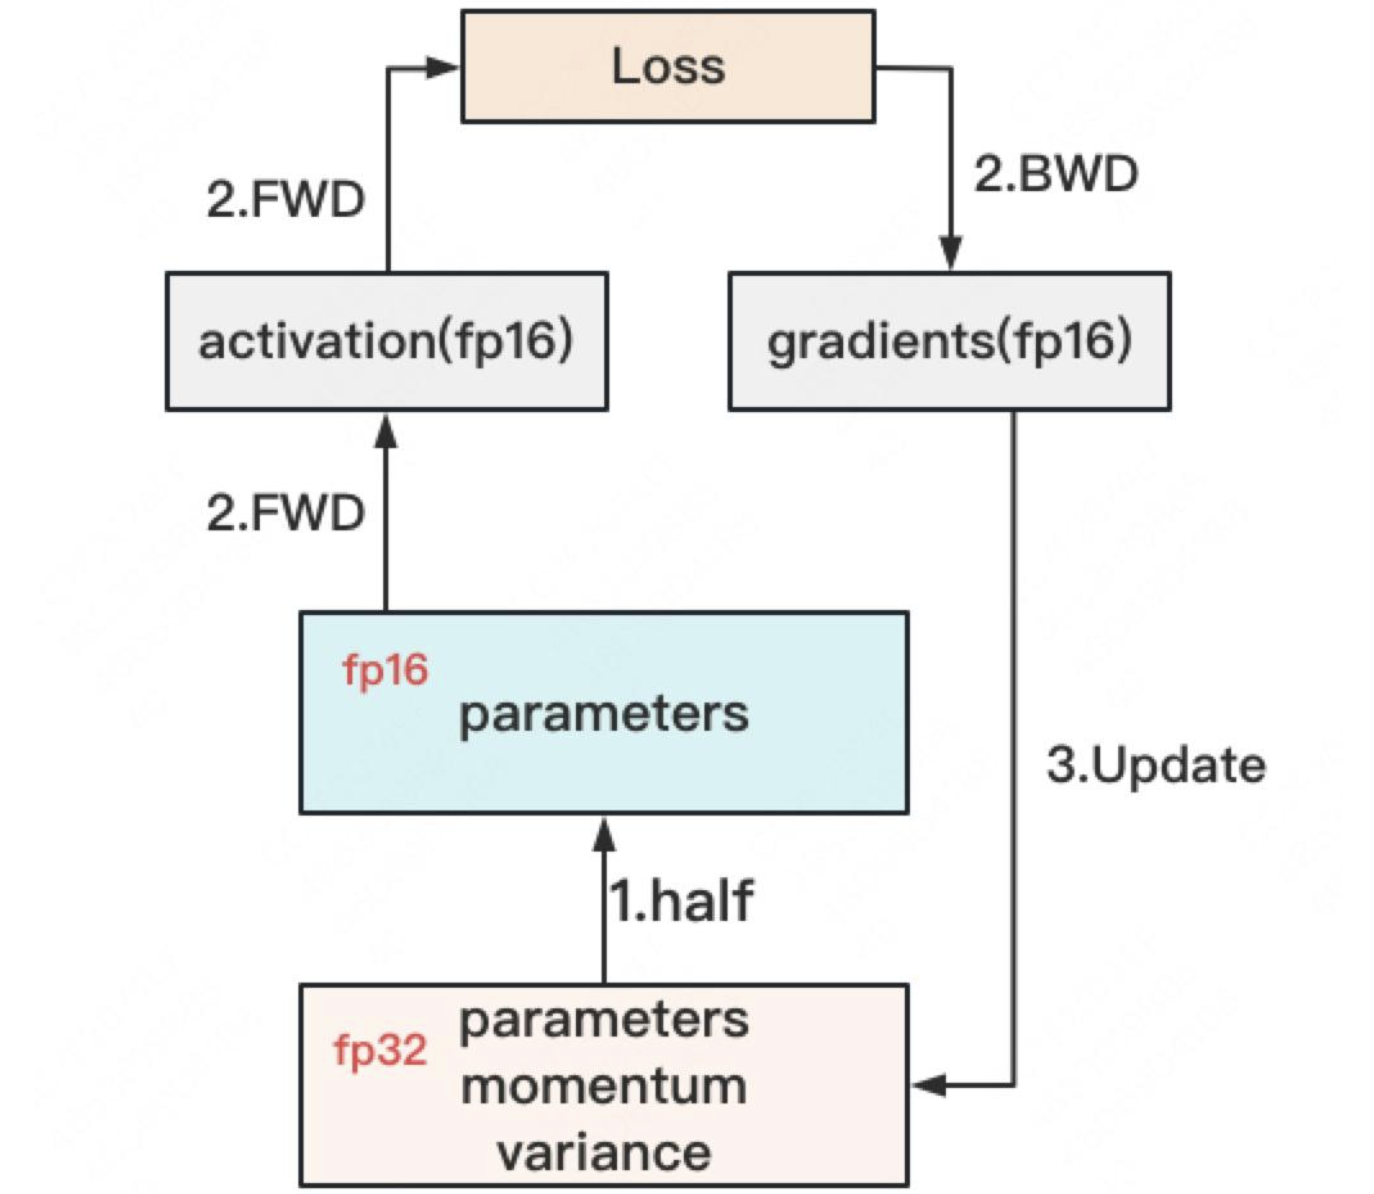 Loss
2.FWD
2.BWD
activation(fp16)
gradients(fp16)
2.FWD
fp16
parameters
3.Update
1.half
fp32
parameters
momentum
variance